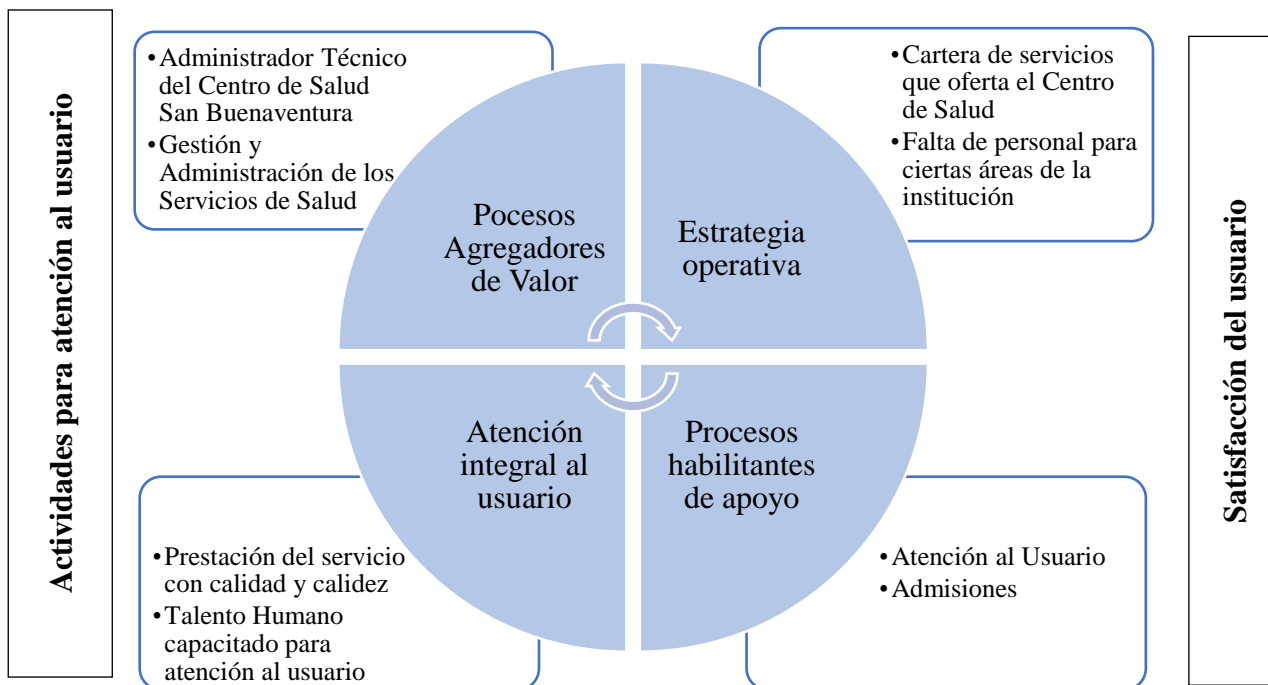 Actividades para atención al usuario
•Administrador Técnico
del Centro de Salud
San Buenaventura
•Gestión y
Administración de los
Servicios de Salud
Pocesos
Agregadores
de Valor
•Cartera de servicios
que oferta el Centro
de Salud
•Falta de personal para
ciertas áreas de la
institución
Estrategia
operativa
Atención
integral al
usuario
•Prestación del servicio
con calidad y calidez
•Talento Humano
capacitado para
atención al usuario
Procesos
habilitantes
de apoyo
•Atención al Usuario
•Admisiones
Satisfacción del usuario